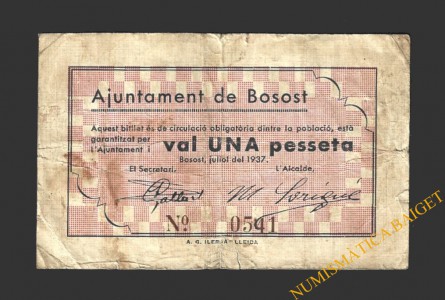 Ajuntament de Bosost
Aquest bitllet és de circulació obligatòria dintre la població, està
garantitzat per
l'Ajuntament i val UNA pesseta
Bosost, juliol del 1937.
El Secretari. L'Alcalde.
Nº 0541
A. G. ILERDA - LLEIDA
NUMISMATICA BAIGET